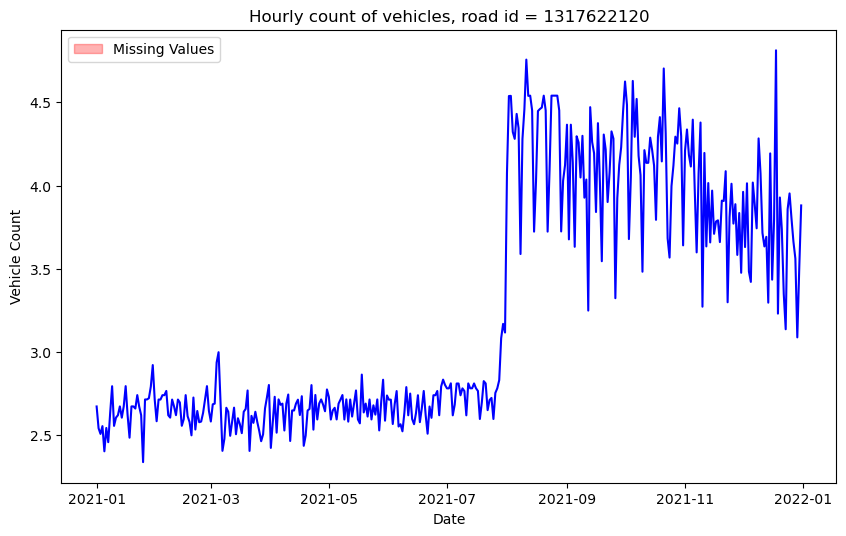 Hourly count of vehicles, road id = 1317622120
Missing Values
Vehicle Count
4.5
4.0
3.5
3.0
2.5
2021-01 2021-03 2021-05 2021-07 2021-09 2021-11 2022-01
Date